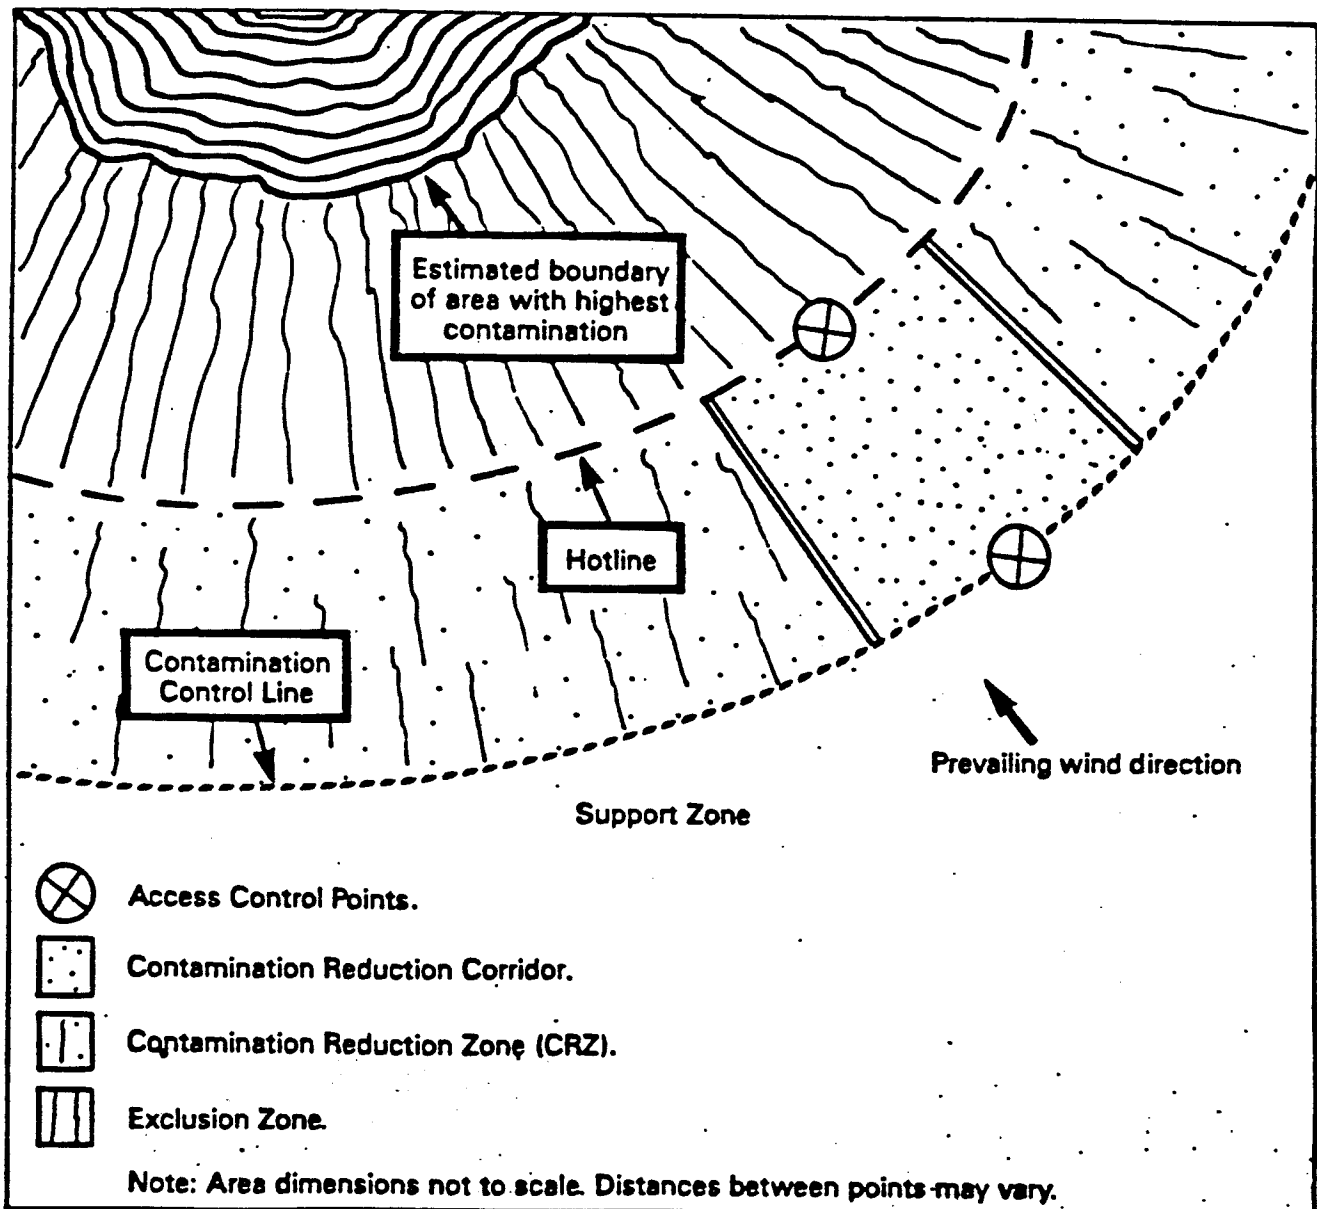 Estimated boundary
of area with highest
contamination
Hotline
Contamination
Control Line
Prevailing wind direction
Support Zone
Access Control Points.
Contamination Reduction Corridor.
Contamination Reduction Zone (CRZ).
Exclusion Zone.
Note: Area dimensions not to scale. Distances between points may vary.